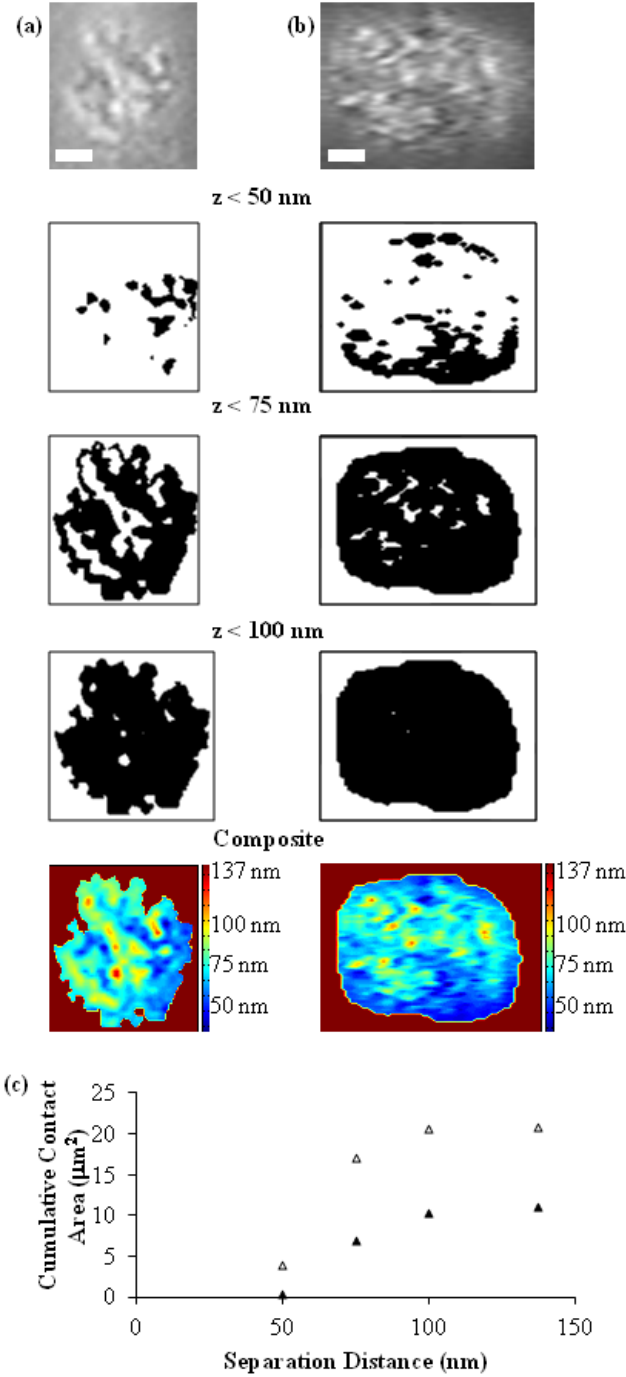 (a)
(b)
z < 50 nm
z < 75 nm
z < 100 nm
Composite
137 nm
100 nm
75 nm
50 nm
137 nm
100 nm
75 nm
50 nm
(c)
Cumulative Contact
Area (μm²)
25
20
15
10
5
0
0
50
100
150
Separation Distance (nm)